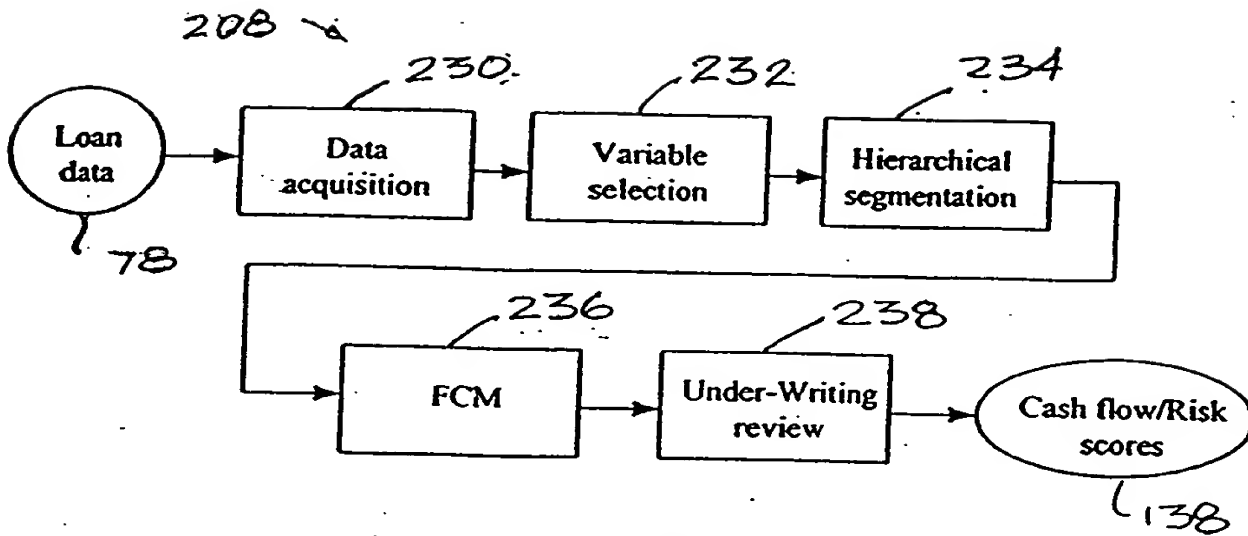 208
230
232
234
Loan
data
Data
acquisition
Variable
selection
Hierarchical
segmentation
78
236
238
FCM
Under-Writing
review
Cash flow/Risk
scores
138